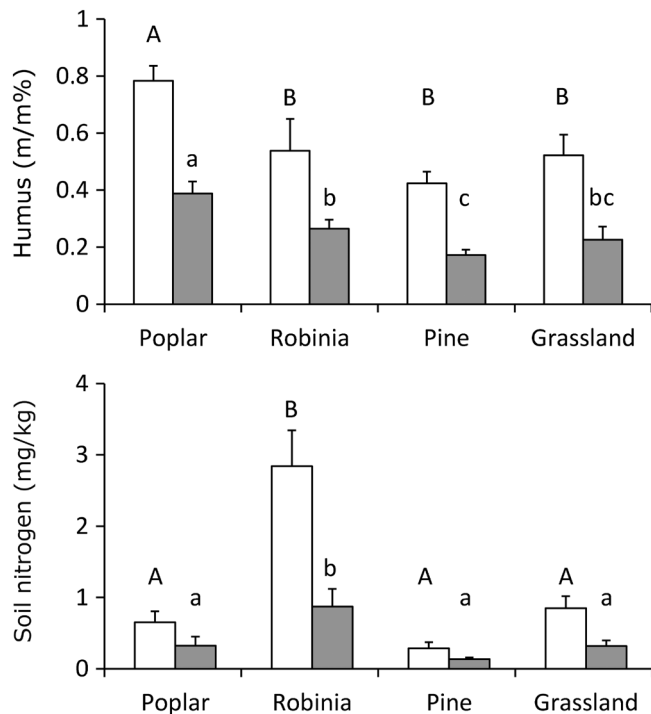 Humus (m/m%)
1
0.8
0.6
0.4
0.2
0
A
a
B
b
B
c
B
bc
Poplar Robinia Pine Grassland
Soil nitrogen (mg/kg)
4
3
2
1
0
A
a
B
b
A
a
A
a
Poplar Robinia Pine Grassland